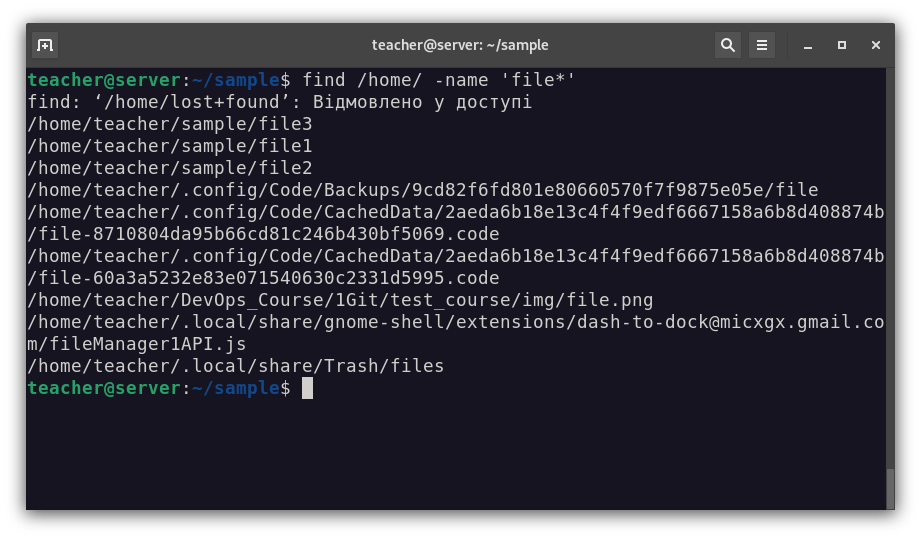 teacher@server: ~/sample
teacher@server:~/sample$ find /home/ -name 'file*'
find: ‘/home/lost+found’: Відмовлено у доступі
/home/teacher/sample/file3
/home/teacher/sample/file1
/home/teacher/sample/file2
/home/teacher/.config/Code/Backups/9cd82f6fd801e80660570f7f9875e05e/file
/home/teacher/.config/Code/CachedData/2aeda6b18e13c4f4f9edf6667158a6b8d408874b
/file-8710804da95b66cd81c246b430bf5069.code
/home/teacher/.config/Code/CachedData/2aeda6b18e13c4f4f9edf6667158a6b8d408874b
/file-60a3a5232e83e071540630c2331d5995.code
/home/teacher/DevOps_Course/1Git/test_course/img/file.png
/home/teacher/.local/share/gnome-shell/extensions/dash-to-dock@micxgx.gmail.co
m/fileManager1API.js
/home/teacher/.local/share/Trash/files
teacher@server:~/sample$